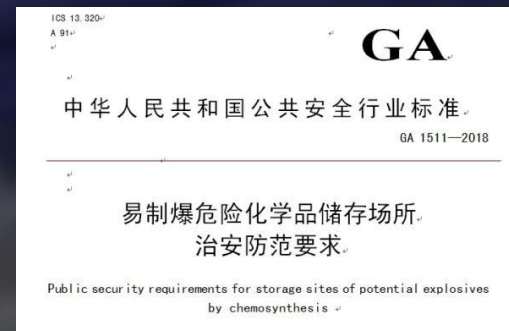 ICS 13.320
A 91
GA
中华人民共和国公共安全行业标准
GA 1511—2018
易制爆危险化学品储存场所
治安防范要求
Public security requirements for storage sites of potential explosives
by chemosynthesis